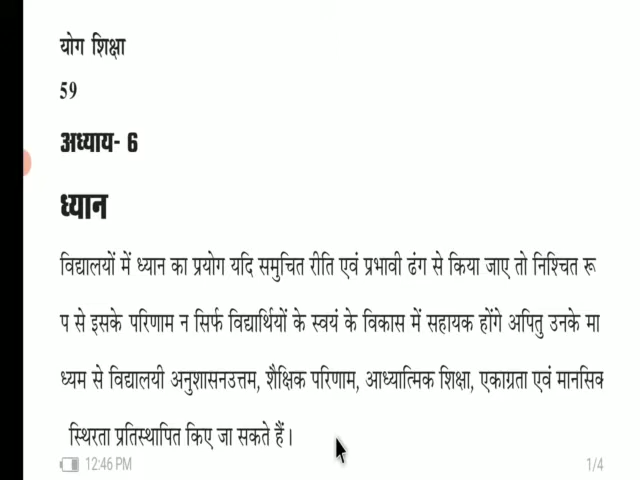 योग शिक्षा
59
अध्याय- 6
ध्यान
विद्यालयों में ध्यान का प्रयोग यदि समुचित रीति एवं प्रभावी ढंग से किया जाए तो निश्चित रू
प से इसके परिणाम न सिर्फ विद्यार्थियों के स्वयं के विकास में सहायक होंगे अपितु उनके मा
ध्यम से विद्यालयी अनुशासनउत्तम, शैक्षिक परिणाम, आध्यात्मिक शिक्षा, एकाग्रता एवं मानसिक
स्थिरता प्रतिस्थापित किए जा सकते हैं।
12:46 PM 1/4